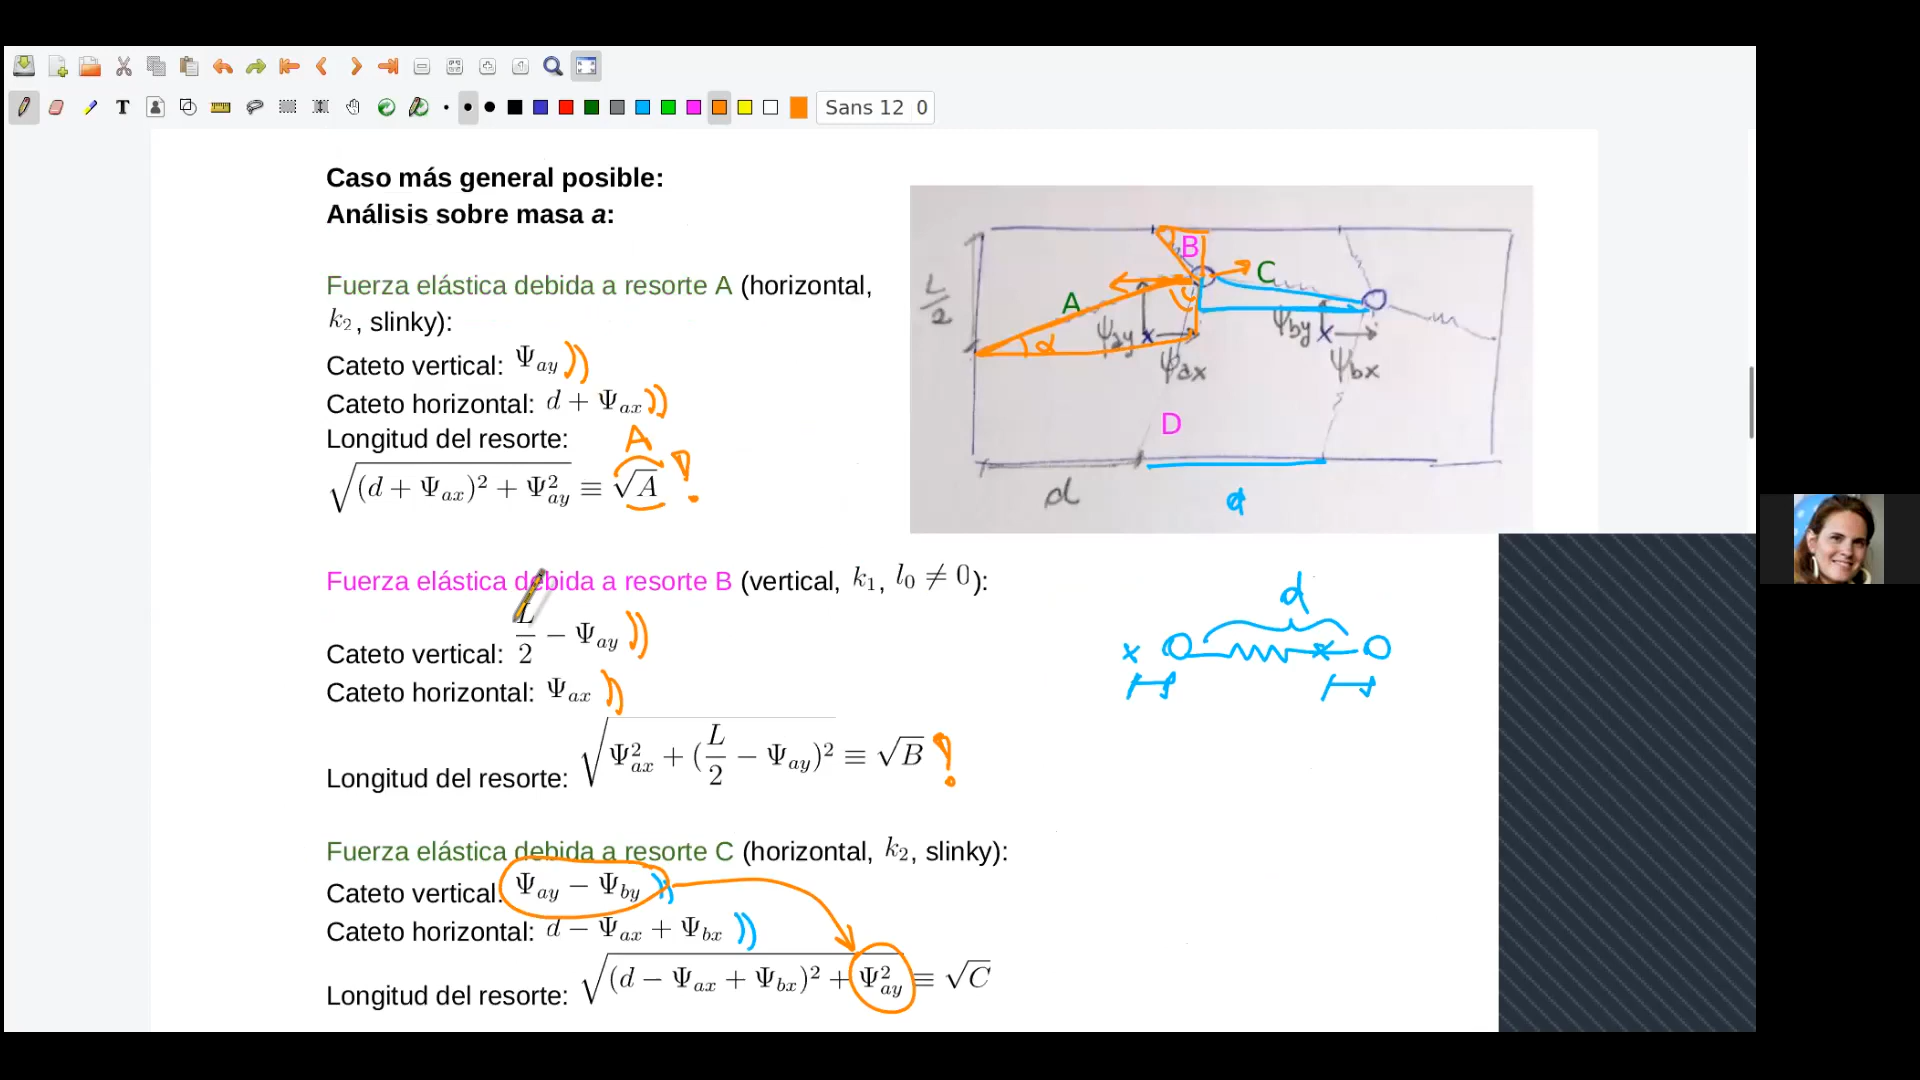 Sans 12 0
Caso más general posible:
Análisis sobre masa a:
Fuerza elástica debida a resorte A (horizontal,
k₂, slinky):
Cateto vertical: Ψ_ay
Cateto horizontal: d + Ψ_ax
Longitud del resorte:
A
√((d + Ψ_ax)² + Ψ²_ay) ≡ √A !
B
C
A
L/2
α
Ψay
Ψax
Ψby
Ψbx
D
d
d
Fuerza elástica debida a resorte B (vertical, k₁, l₀ ≠ 0):
Cateto vertical: L/2 − Ψ_ay
Cateto horizontal: Ψ_ax
Longitud del resorte: √(Ψ²_ax + (L/2 − Ψ_ay)²) ≡ √B !
d
x
x
Fuerza elástica debida a resorte C (horizontal, k₂, slinky):
Cateto vertical: Ψ_ay − Ψ_by
Cateto horizontal: d − Ψ_ax + Ψ_bx
Longitud del resorte: √((d − Ψ_ax + Ψ_bx)² + Ψ²_ay) ≡ √C